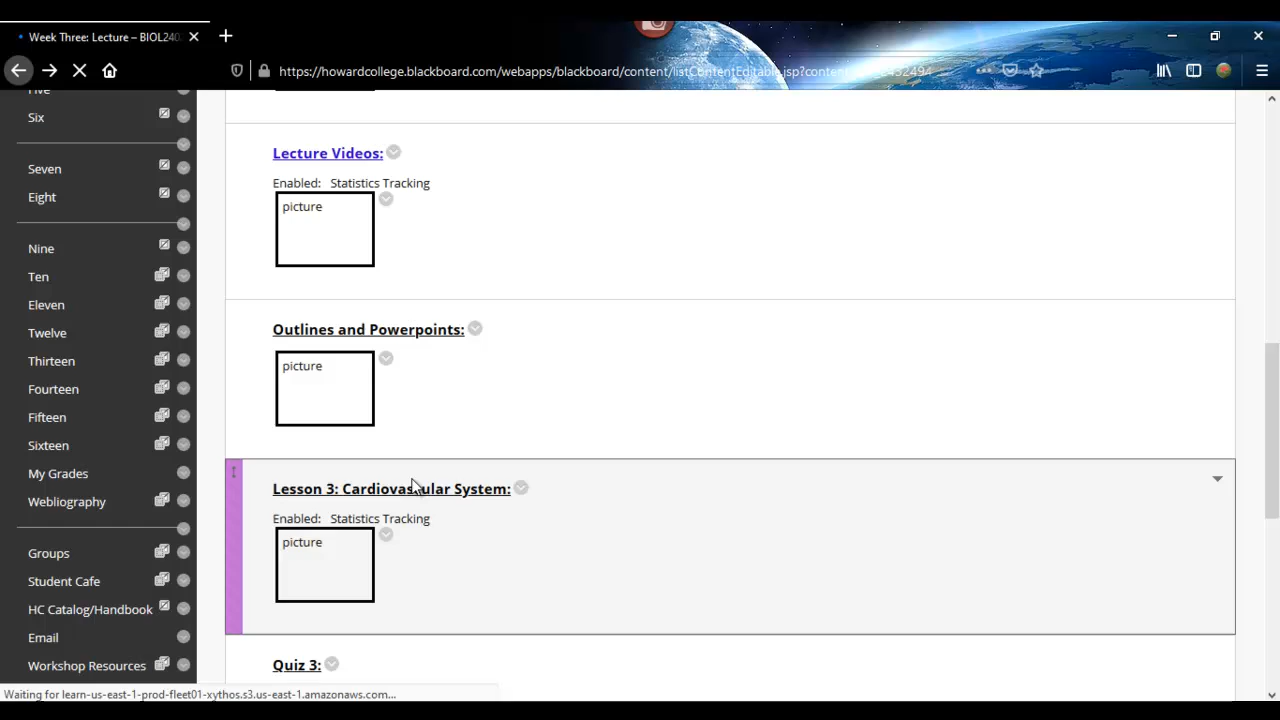 Week Three: Lecture – BIOL240
https://howardcollege.blackboard.com/webapps/blackboard/content/listContentEditable.jsp?content
Five
Six
Seven
Eight
Nine
Ten
Eleven
Twelve
Thirteen
Fourteen
Fifteen
Sixteen
My Grades
Webliography
Groups
Student Cafe
HC Catalog/Handbook
Email
Workshop Resources
Lecture Videos:
Enabled: Statistics Tracking
picture
Outlines and Powerpoints:
picture
Lesson 3: Cardiovascular System:
Enabled: Statistics Tracking
picture
Quiz 3:
Waiting for learn-us-east-1-prod-fleet01-xythos.s3.us-east-1.amazonaws.com...